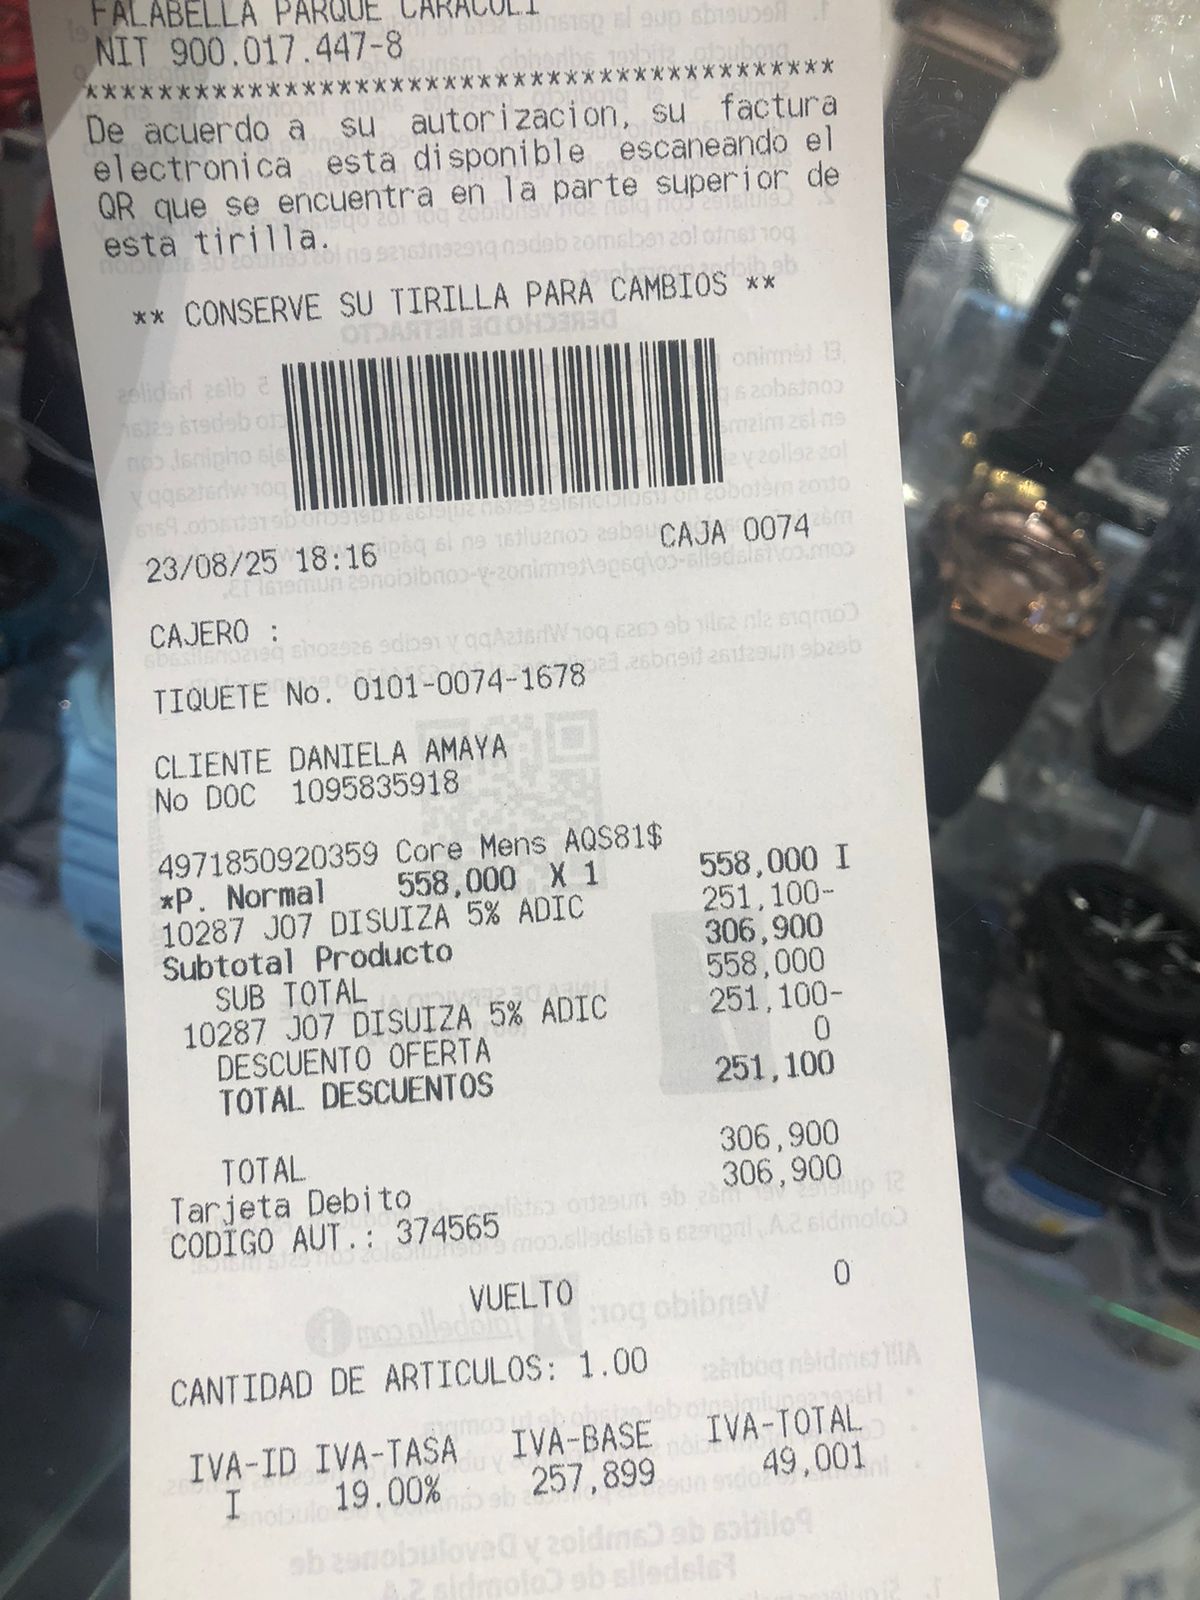 FALABELLA PARQUE CARACOLI
NIT 900.017.447-8
*****************************************
De acuerdo a su autorizacion, su factura
electronica esta disponible escaneando el
QR que se encuentra en la parte superior de
esta tirilla.
** CONSERVE SU TIRILLA PARA CAMBIOS **
23/08/25 18:16 CAJA 0074
CAJERO :
TIQUETE No. 0101-0074-1678
CLIENTE DANIELA AMAYA
No DOC 1095835918
4971850920359 Core Mens AQS81$
*P. Normal 558,000 X 1 558,000 I
10287 J07 DISUIZA 5% ADIC 251,100-
Subtotal Producto 306,900
SUB TOTAL 558,000
10287 J07 DISUIZA 5% ADIC 251,100-
DESCUENTO OFERTA 0
TOTAL DESCUENTOS 251,100
TOTAL 306,900
Tarjeta Debito 306,900
CODIGO AUT.: 374565
VUELTO 0
CANTIDAD DE ARTICULOS: 1.00
IVA-ID IVA-TASA IVA-BASE IVA-TOTAL
I 19.00% 257,899 49,001